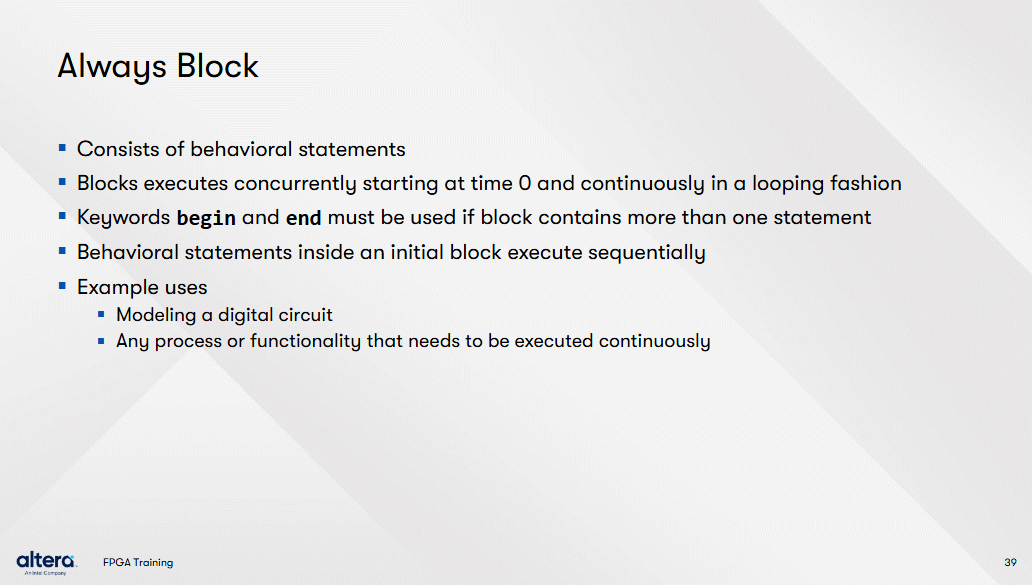 Always Block
▪ Consists of behavioral statements
▪ Blocks executes concurrently starting at time 0 and continuously in a looping fashion
▪ Keywords begin and end must be used if block contains more than one statement
▪ Behavioral statements inside an initial block execute sequentially
▪ Example uses
▪ Modeling a digital circuit
▪ Any process or functionality that needs to be executed continuously
altera.
An Intel Company
FPGA Training
39